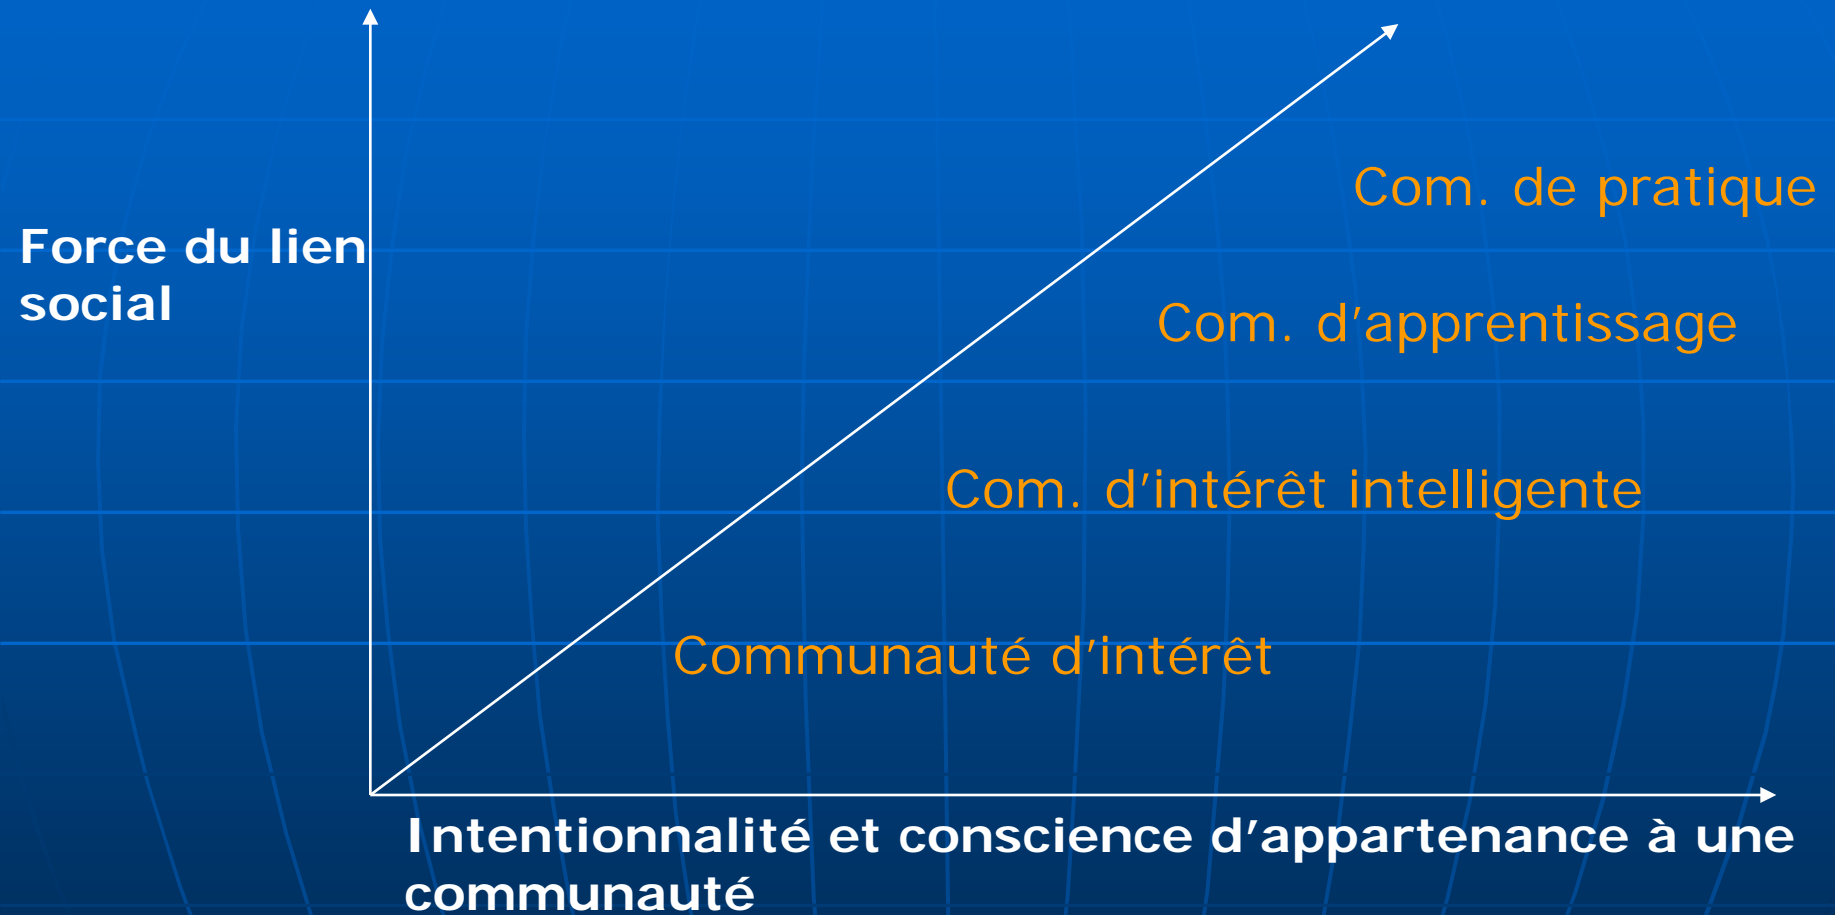 Com. de pratique
Force du lien
social
Com. d’apprentissage
Com. d’intérêt intelligente
Communauté d’intérêt
Intentionnalité et conscience d’appartenance à une
communauté